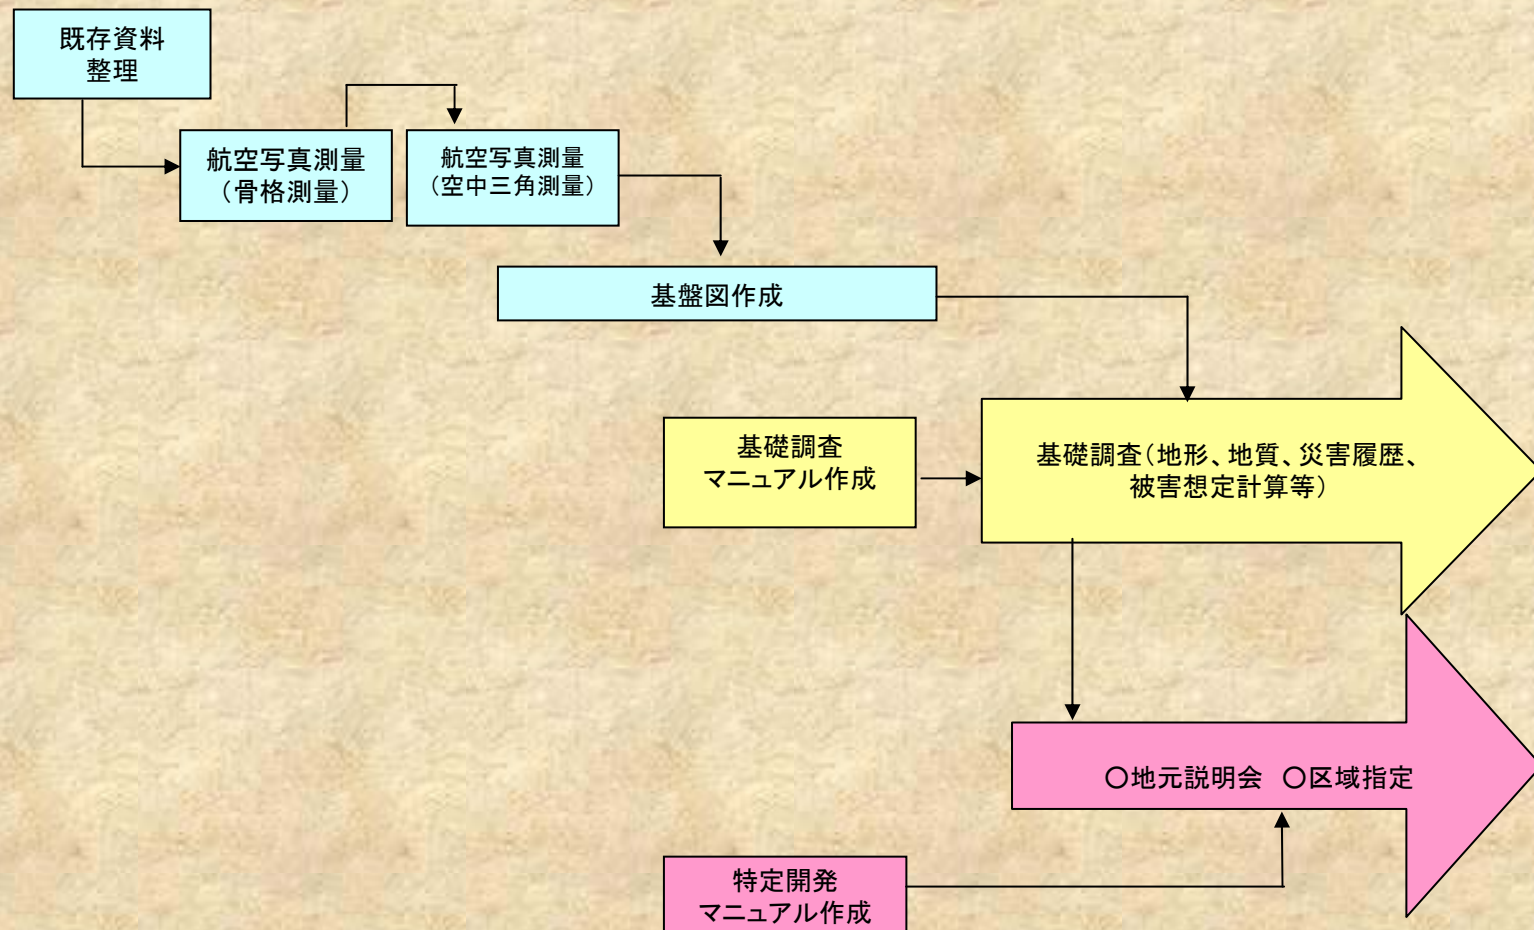 既存資料
整理
航空写真測量
（骨格測量）
航空写真測量
（空中三角測量）
基盤図作成
基礎調査
マニュアル作成
基礎調査（地形、地質、災害履歴、
被害想定計算等）
○地元説明会　○区域指定
特定開発
マニュアル作成